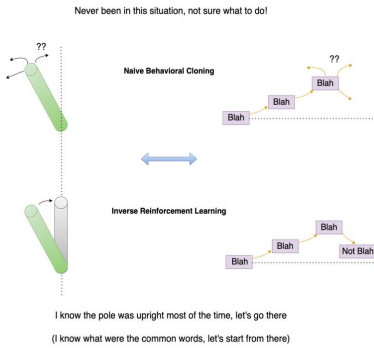 Never been in this situation, not sure what to do!
??
??
Naive Behavioral Cloning
Blah
Blah
Blah
Inverse Reinforcement Learning
Blah
Blah
Blah
Not Blah
I know the pole was upright most of the time, let's go there
(I know what were the common words, let's start from there)